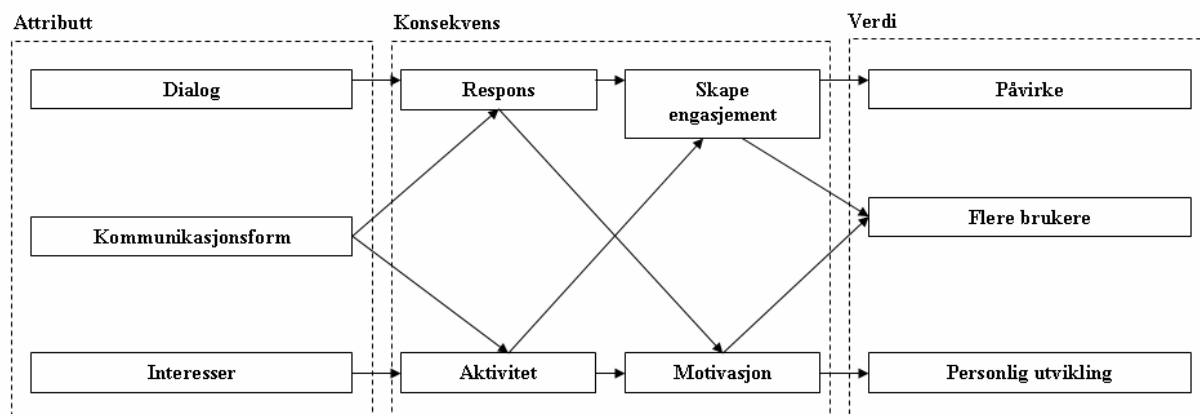 Attributt
Konsekvens
Verdi
Dialog
Respons
Skape
engasjement
Påvirke
Kommunikasjonsform
Flere brukere
Interesser
Aktivitet
Motivasjon
Personlig utvikling